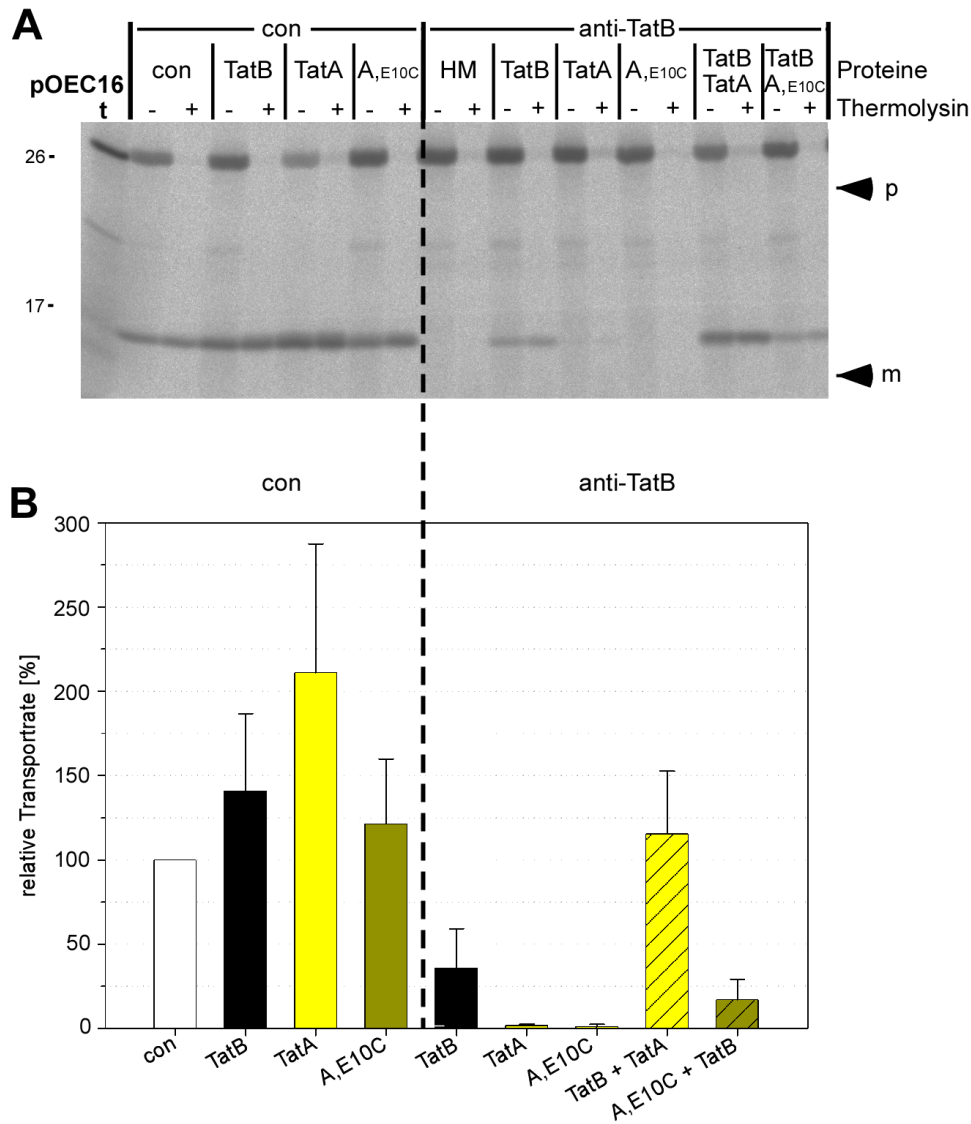 A
con anti-TatB
pOEC16 con TatB TatA A,E10C HM TatB TatA A,E10C TatB TatA TatB A,E10C Proteine
t - + - + - + - + - + - + - + - + - + - + Thermolysin
26-
p
17-
m
B
con anti-TatB
relative Transportrate [%]
300
250
200
150
100
50
0
con TatB TatA A,E10C TatB TatA A,E10C TatB + TatA A,E10C + TatB